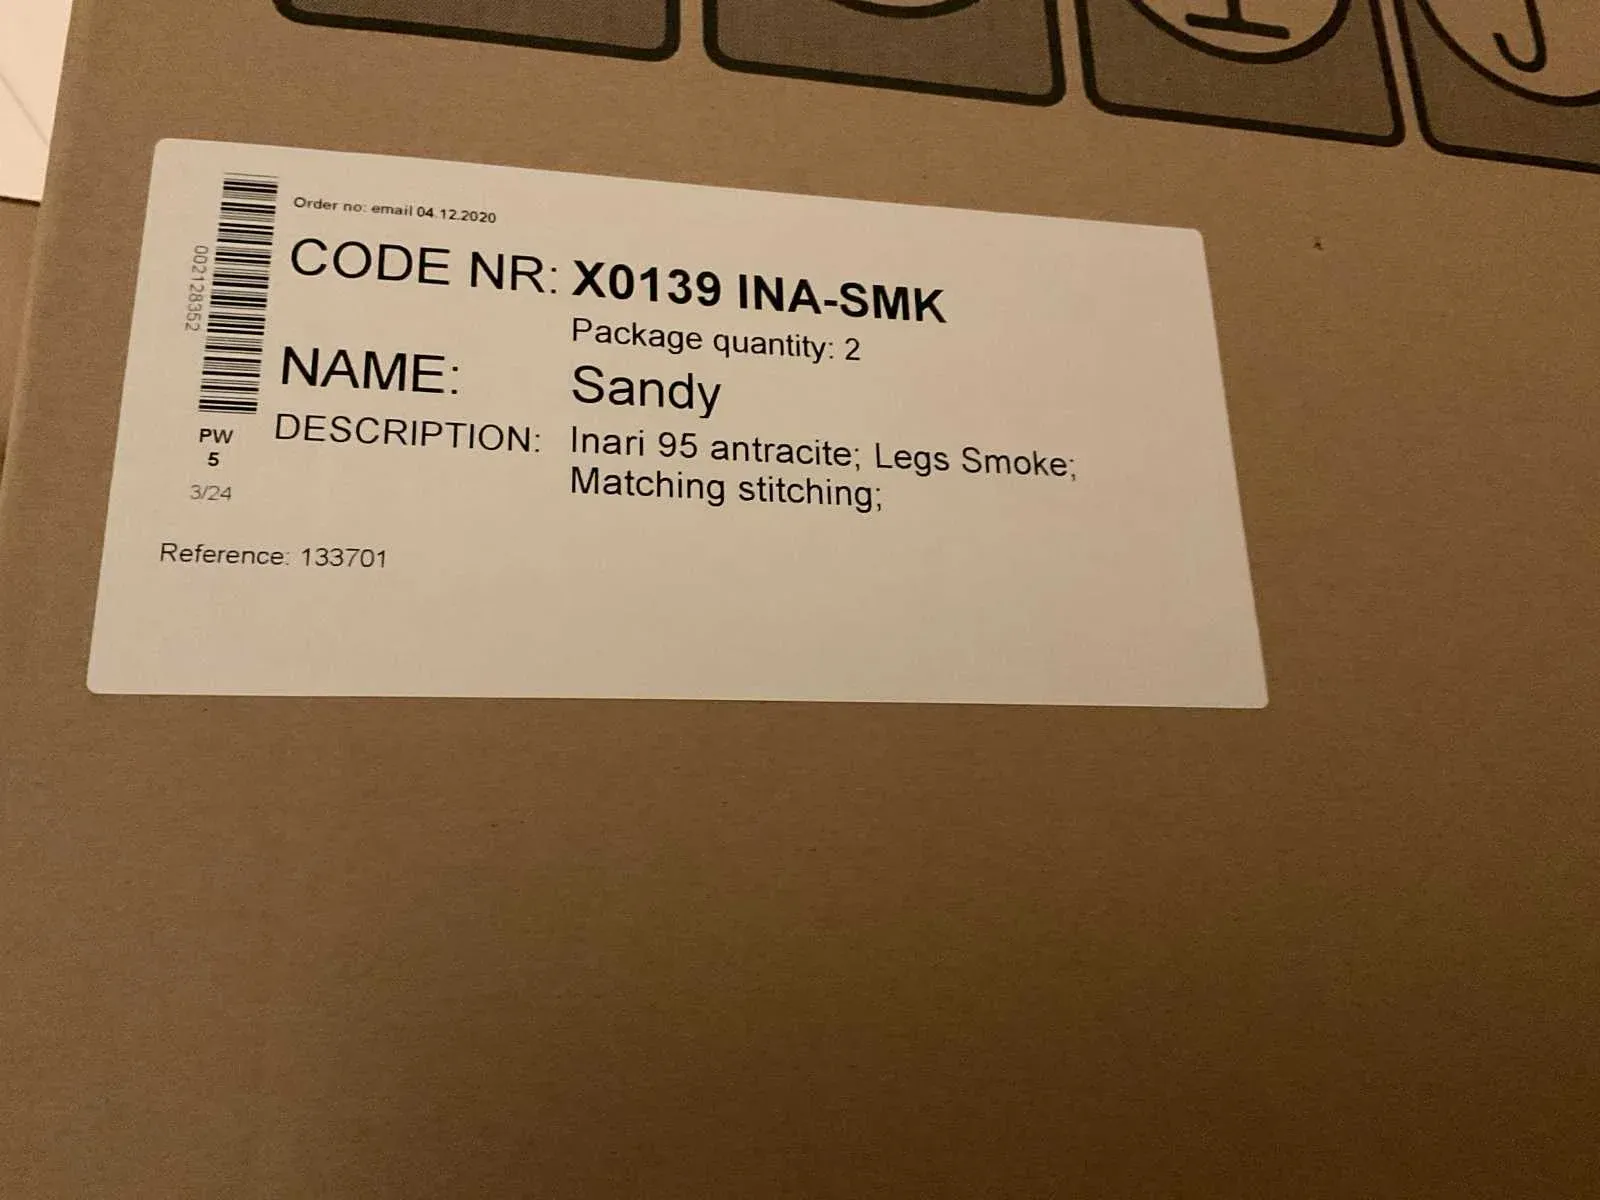 Order no: email 04.12.2020
CODE NR: X0139 INA-SMK
Package quantity: 2
NAME: Sandy
DESCRIPTION: Inari 95 antracite; Legs Smoke;
Matching stitching;
002128352
PW
5
3/24
Reference: 133701